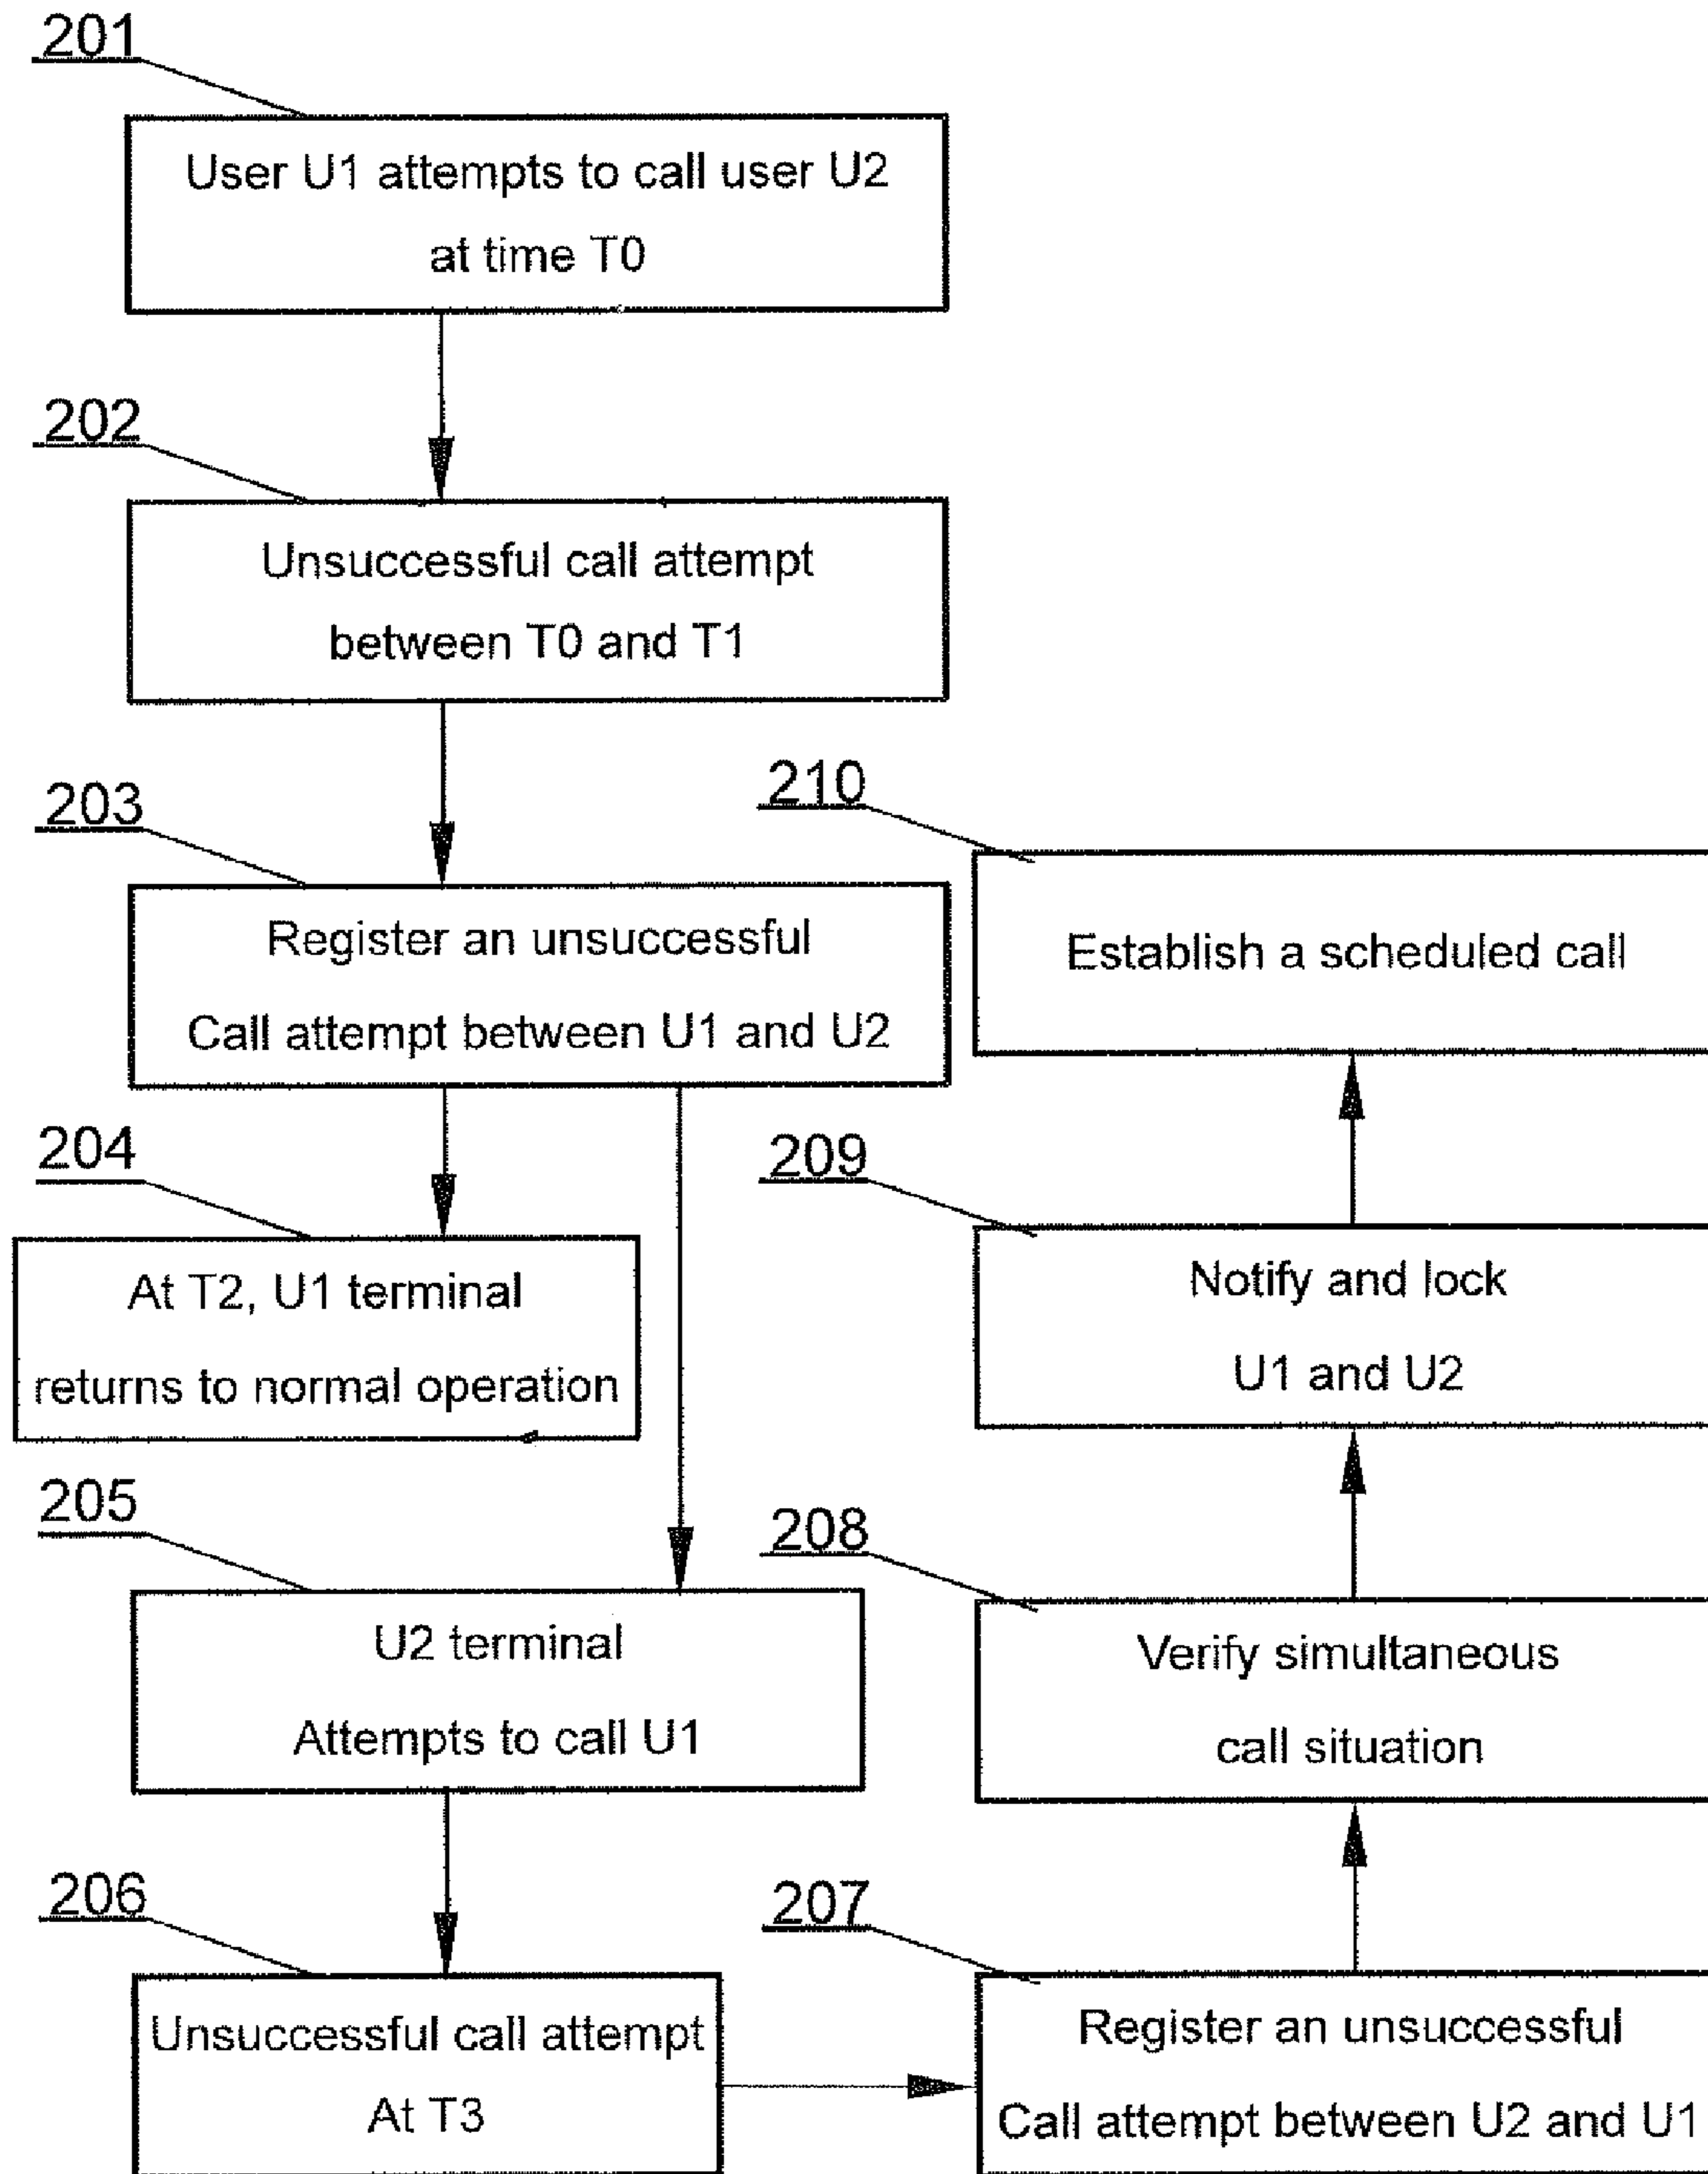 201
User U1 attempts to call user U2
at time T0
202
Unsuccessful call attempt
between T0 and T1
203
Register an unsuccessful
Call attempt between U1 and U2
204
At T2, U1 terminal
returns to normal operation
205
U2 terminal
Attempts to call U1
206
Unsuccessful call attempt
At T3
207
Register an unsuccessful
Call attempt between U2 and U1
208
Verify simultaneous
call situation
209
Notify and lock
U1 and U2
210
Establish a scheduled call